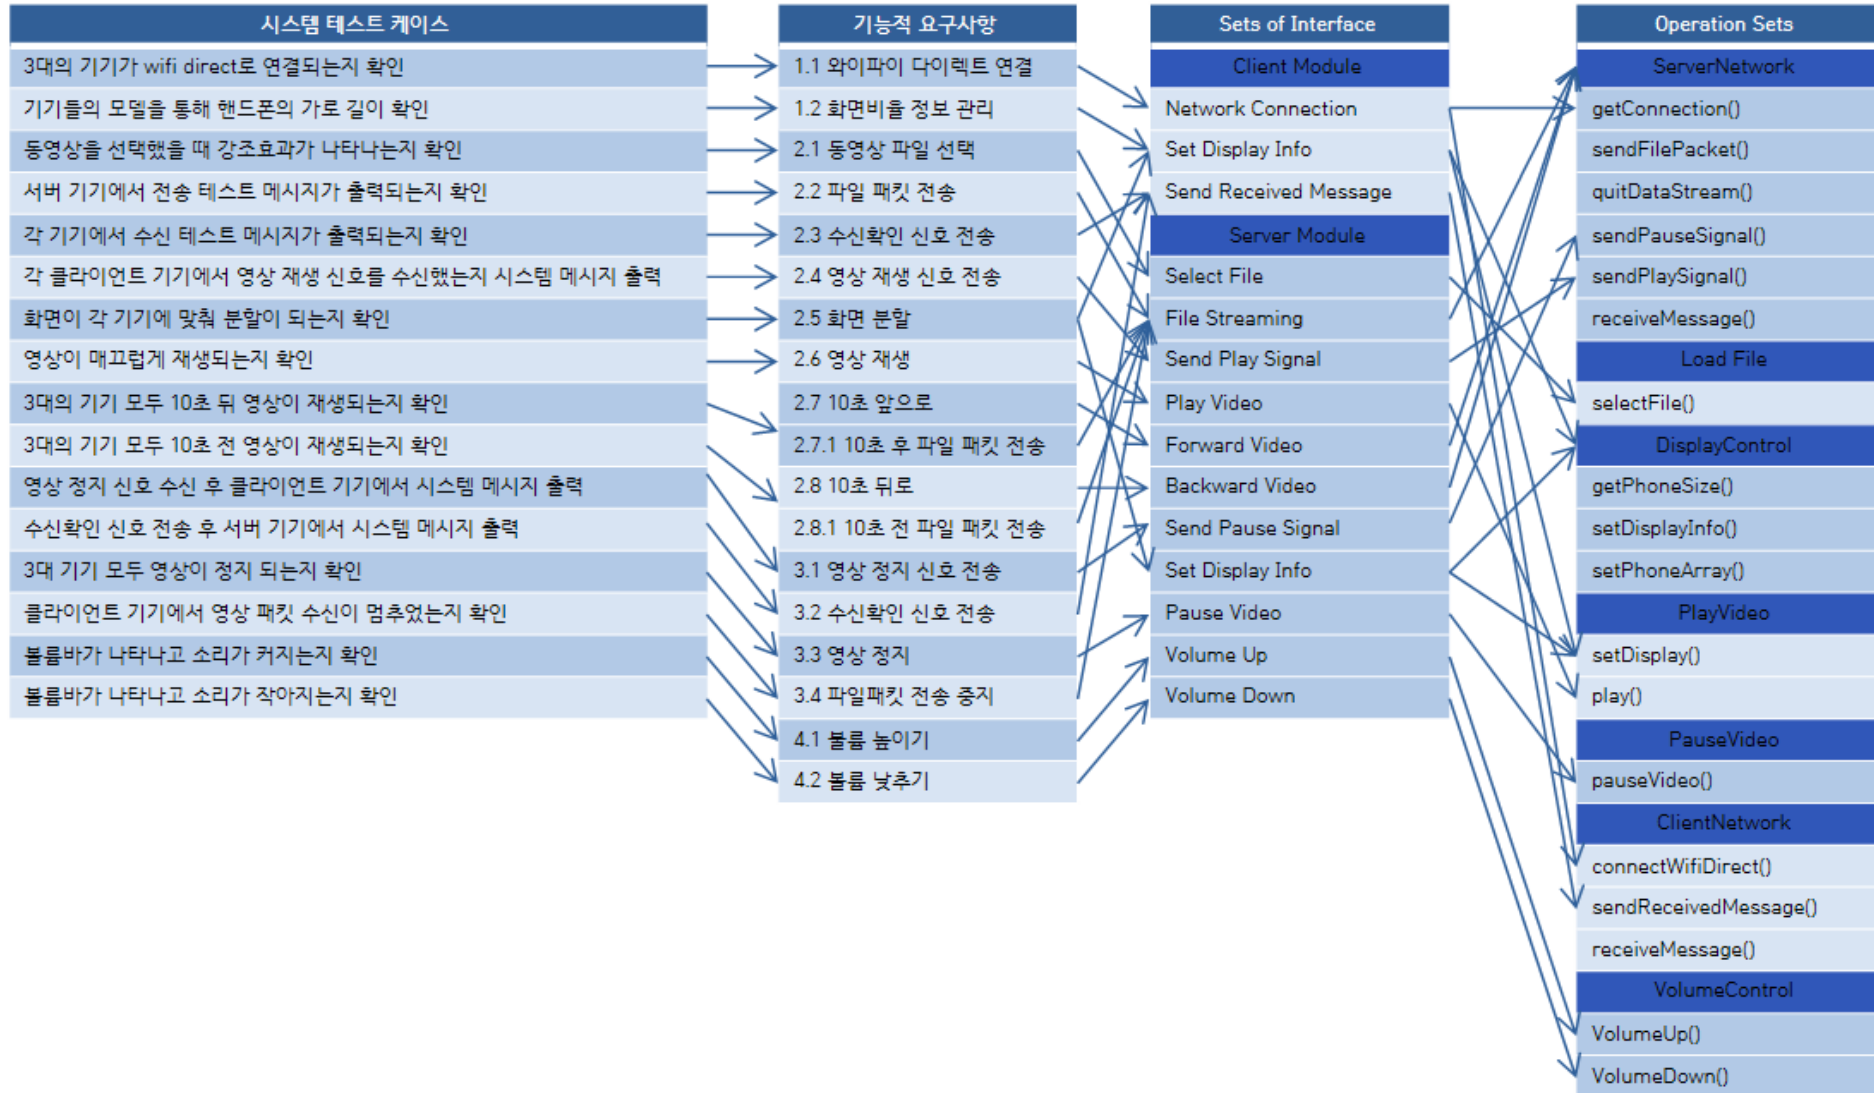 시스템 테스트 케이스
3대의 기기가 wifi direct로 연결되는지 확인
기기들의 모델을 통해 핸드폰의 가로 길이 확인
동영상을 선택했을 때 강조효과가 나타나는지 확인
서버 기기에서 전송 테스트 메시지가 출력되는지 확인
각 기기에서 수신 테스트 메시지가 출력되는지 확인
각 클라이언트 기기에서 영상 재생 신호를 수신했는지 시스템 메시지 출력
화면이 각 기기에 맞춰 분할이 되는지 확인
영상이 매끄럽게 재생되는지 확인
3대의 기기 모두 10초 뒤 영상이 재생되는지 확인
3대의 기기 모두 10초 전 영상이 재생되는지 확인
영상 정지 신호 수신 후 클라이언트 기기에서 시스템 메시지 출력
수신확인 신호 전송 후 서버 기기에서 시스템 메시지 출력
3대 기기 모두 영상이 정지 되는지 확인
클라이언트 기기에서 영상 패킷 수신이 멈추었는지 확인
볼륨바가 나타나고 소리가 커지는지 확인
볼륨바가 나타나고 소리가 작아지는지 확인
기능적 요구사항
1.1 와이파이 다이렉트 연결
1.2 화면비율 정보 관리
2.1 동영상 파일 선택
2.2 파일 패킷 전송
2.3 수신확인 신호 전송
2.4 영상 재생 신호 전송
2.5 화면 분할
2.6 영상 재생
2.7 10초 앞으로
2.7.1 10초 후 파일 패킷 전송
2.8 10초 뒤로
2.8.1 10초 전 파일 패킷 전송
3.1 영상 정지 신호 전송
3.2 수신확인 신호 전송
3.3 영상 정지
3.4 파일패킷 전송 중지
4.1 볼륨 높이기
4.2 볼륨 낮추기
Sets of Interface
Client Module
Network Connection
Set Display Info
Send Received Message
Server Module
Select File
File Streaming
Send Play Signal
Play Video
Forward Video
Backward Video
Send Pause Signal
Set Display Info
Pause Video
Volume Up
Volume Down
Operation Sets
ServerNetwork
getConnection()
sendFilePacket()
quitDataStream()
sendPauseSignal()
sendPlaySignal()
receiveMessage()
Load File
selectFile()
DisplayControl
getPhoneSize()
setDisplayInfo()
setPhoneArray()
PlayVideo
setDisplay()
play()
PauseVideo
pauseVideo()
ClientNetwork
connectWifiDirect()
sendReceivedMessage()
receiveMessage()
VolumeControl
VolumeUp()
VolumeDown()